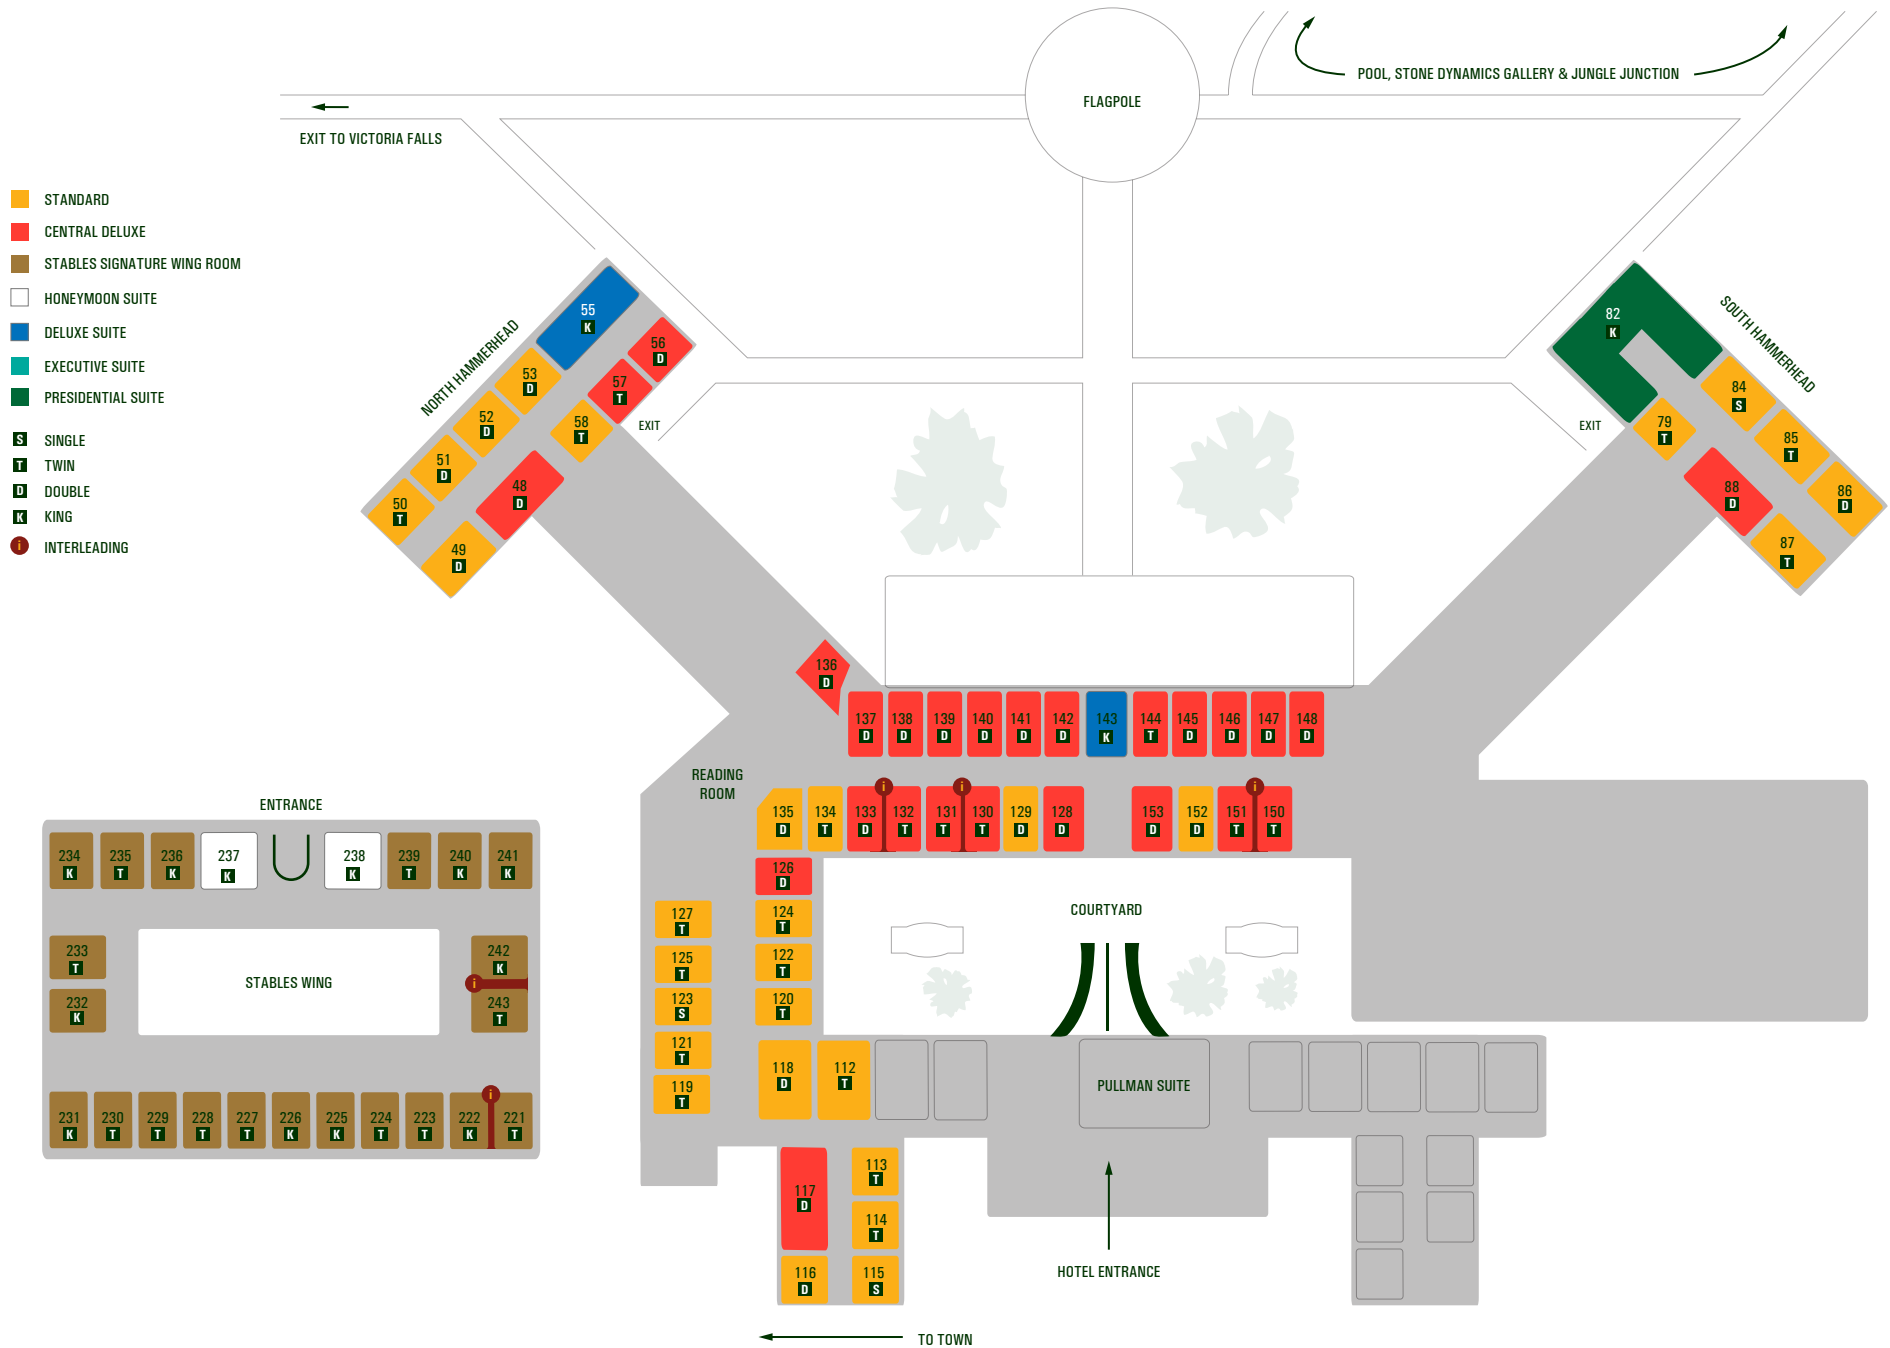 FLAGPOLE
POOL, STONE DYNAMICS GALLERY & JUNGLE JUNCTION
EXIT TO VICTORIA FALLS
STANDARD
CENTRAL DELUXE
STABLES SIGNATURE WING ROOM
HONEYMOON SUITE
DELUXE SUITE
EXECUTIVE SUITE
PRESIDENTIAL SUITE
S SINGLE
T TWIN
D DOUBLE
K KING
i INTERLEADING
NORTH HAMMERHEAD
55
K
56
D
57
T
53
D
58
T
52
D
51
D
50
T
48
D
49
D
EXIT
SOUTH HAMMERHEAD
82
K
84
S
79
T
85
T
88
D
86
D
87
T
EXIT
136
D
137 138 139 140 141 142 143 144 145 146 147 148
D D D D D D K T D D D D
READING
ROOM
i i i
135 134 133 132 131 130 129 128 153 152 151 150
D T D T T T D D D D T T
126
D
127
T
124
T
125
T
122
T
123
S
120
T
121
T
119
T
118
D
112
T
COURTYARD
PULLMAN SUITE
117
D
113
T
114
T
116
D
115
S
HOTEL ENTRANCE
TO TOWN
ENTRANCE
234 235 236 237 238 239 240 241
K T K K K T K K
233
T
242
K
i
STABLES WING
232
K
243
T
i
231 230 229 228 227 226 225 224 223 222 221
K T T T T K K T T K T